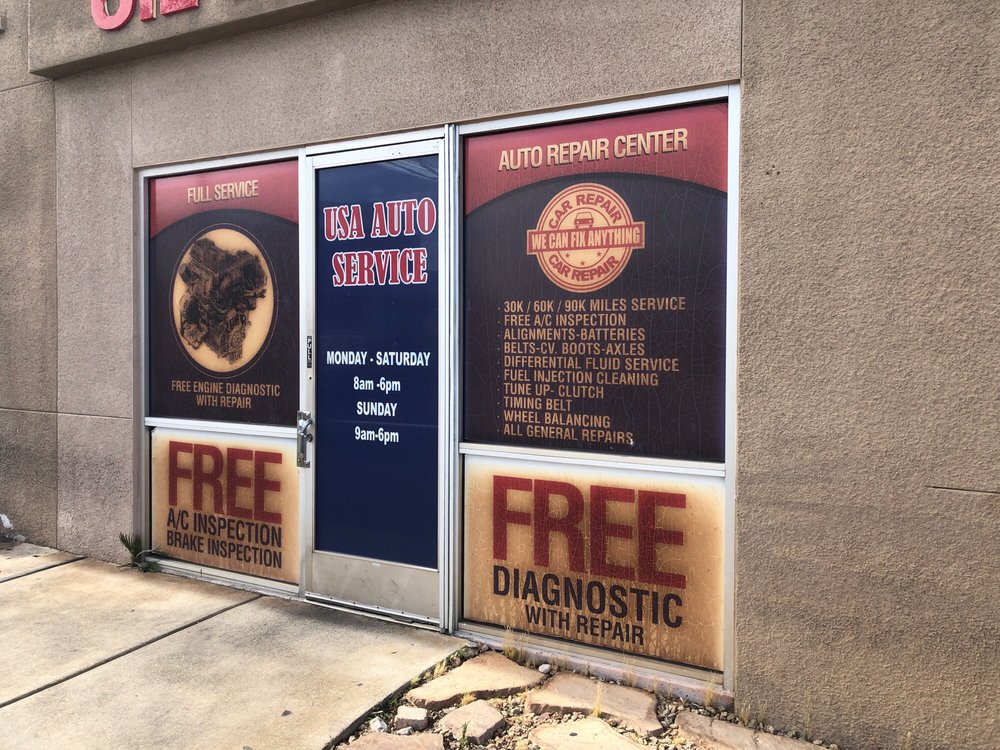 FULL SERVICE
FREE ENGINE DIAGNOSTIC
WITH REPAIR
FREE
A/C INSPECTION
BRAKE INSPECTION
USA AUTO
SERVICE
MONDAY - SATURDAY
8am -6pm
SUNDAY
9am-6pm
AUTO REPAIR CENTER
CAR REPAIR
WE CAN FIX ANYTHING
CAR REPAIR
· 30K / 60K / 90K MILES SERVICE
· FREE A/C INSPECTION
· ALIGNMENTS-BATTERIES
· BELTS-CV. BOOTS-AXLES
· DIFFERENTIAL FLUID SERVICE
· FUEL INJECTION CLEANING
· TUNE UP- CLUTCH
· TIMING BELT
· WHEEL BALANCING
· ALL GENERAL REPAIRS
FREE
DIAGNOSTIC
WITH REPAIR